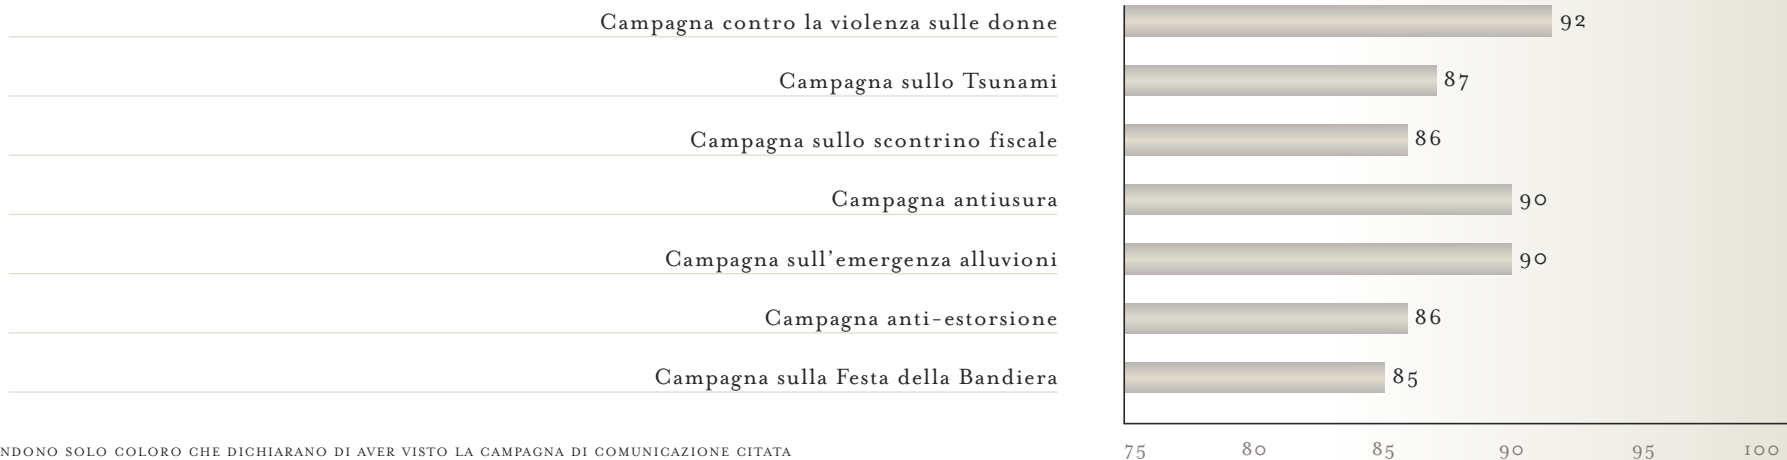 Campagna contro la violenza sulle donne 92
Campagna sullo Tsunami 87
Campagna sullo scontrino fiscale 86
Campagna antiusura 90
Campagna sull’emergenza alluvioni 90
Campagna anti-estorsione 86
Campagna sulla Festa della Bandiera 85
75 80 85 90 95 100
SOLO COLORO CHE DICHIARANO DI AVER VISTO LA CAMPAGNA DI COMUNICAZIONE CITATA